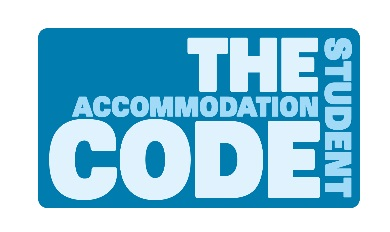 THE
STUDENT
ACCOMMODATION
CODE